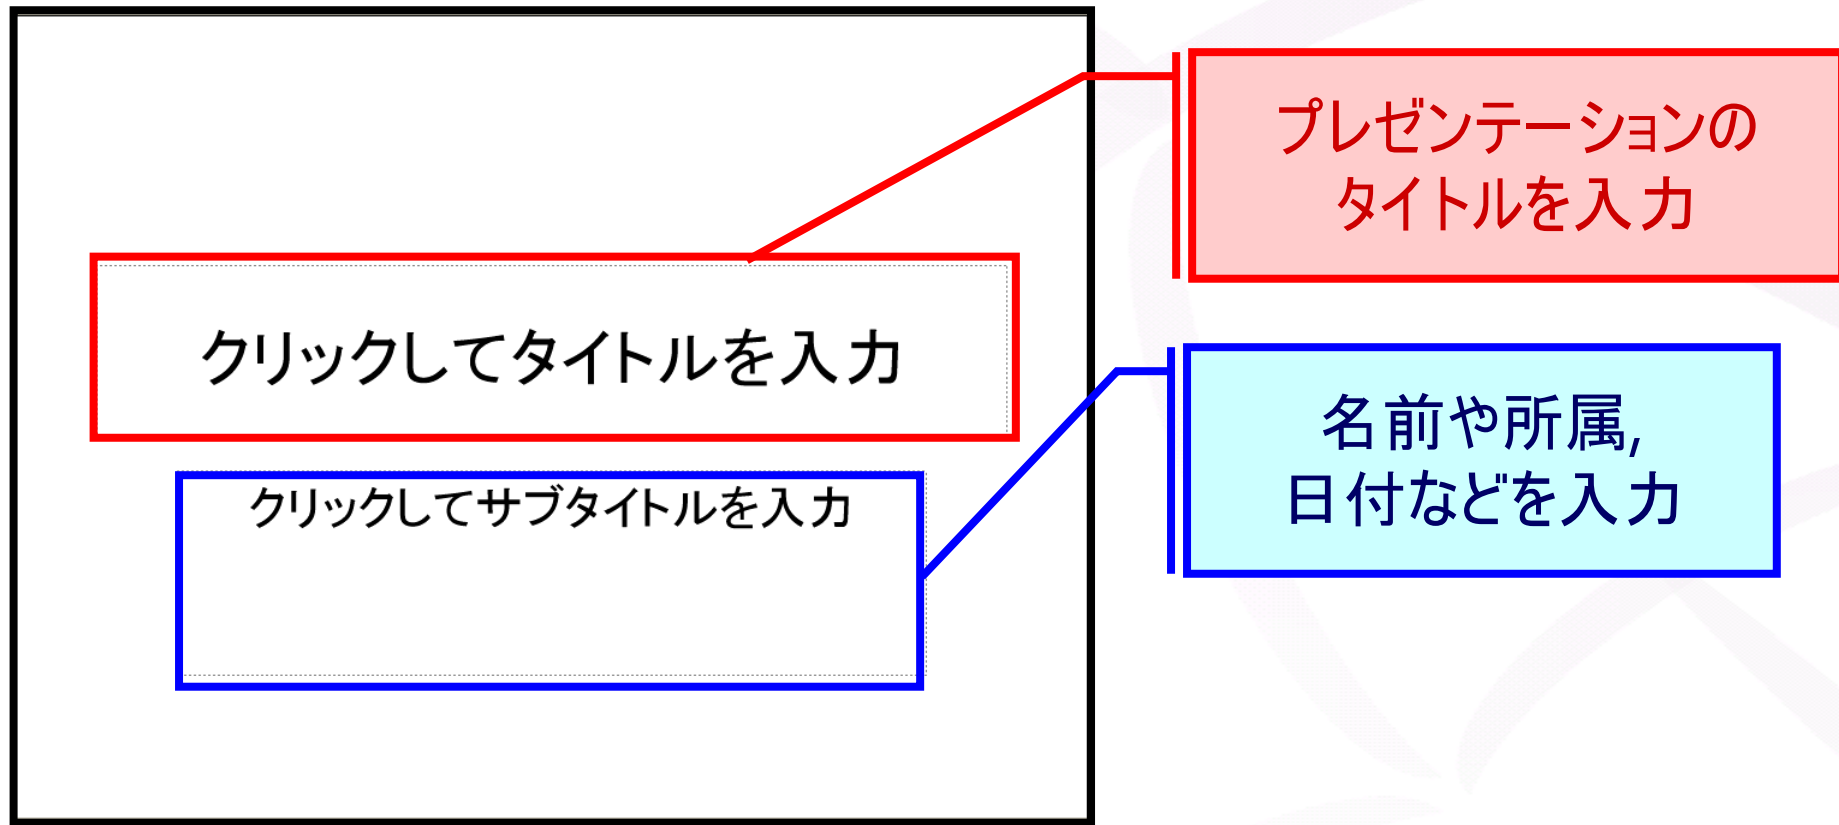 プレゼンテーションの
タイトルを入力
クリックしてタイトルを入力
名前や所属,
日付などを入力
クリックしてサブタイトルを入力